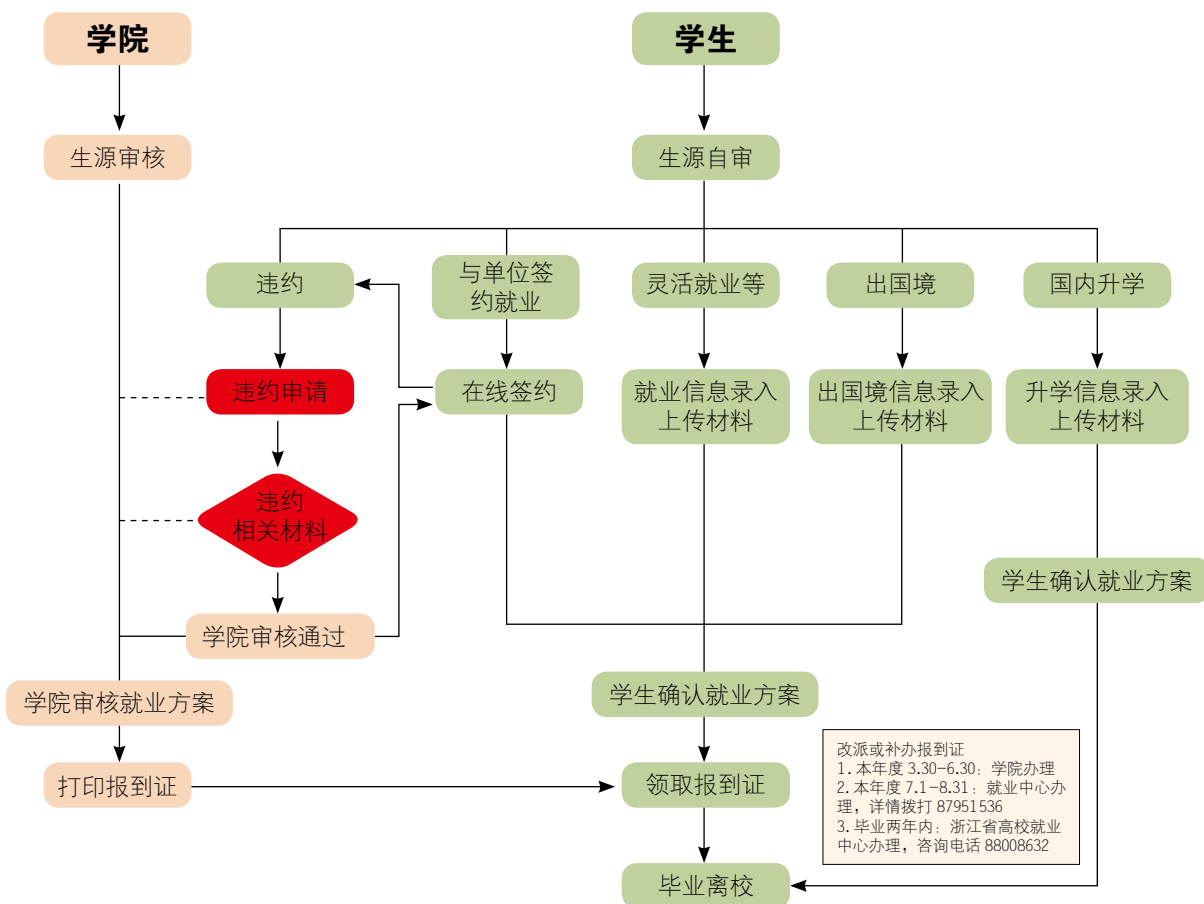 学院
学生
生源审核
生源自审
违约
与单位签
约就业
灵活就业等
出国境
国内升学
违约申请
在线签约
就业信息录入
上传材料
出国境信息录入
上传材料
升学信息录入
上传材料
违约
相关材料
学生确认就业方案
学院审核通过
学院审核就业方案
学生确认就业方案
打印报到证
领取报到证
改派或补办报到证
1. 本年度 3.30-6.30：学院办理
2. 本年度 7.1-8.31：就业中心办
理，详情拨打 87951536
3. 毕业两年内：浙江省高校就业
中心办理，咨询电话 88008632
毕业离校